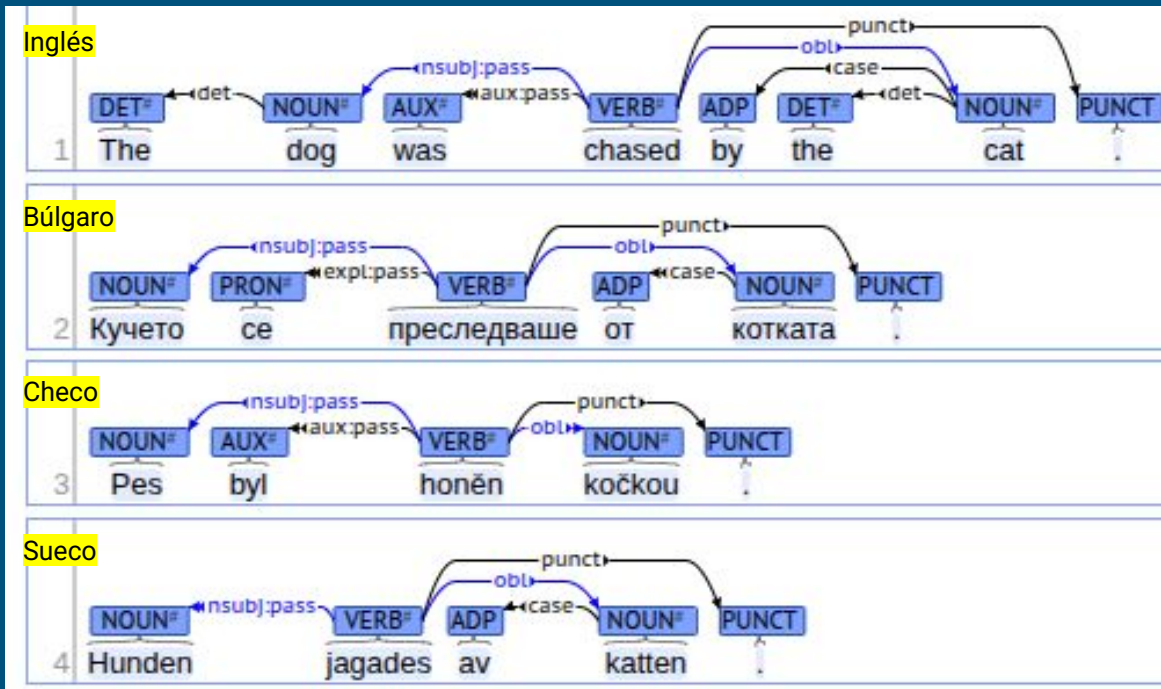 Inglés
punct
obl
nsubj:pass case
det aux:pass det
DET# NOUN# AUX# VERB# ADP DET# NOUN# PUNCT
1 The dog was chased by the cat .
Búlgaro
punct
nsubj:pass obl
expl:pass case
NOUN# PRON# VERB# ADP NOUN# PUNCT
2 Кучето се преследваше от котката .
Checo
nsubj:pass punct
aux:pass obl
NOUN# AUX# VERB# NOUN# PUNCT
3 Pes byl honěn kočkou .
Sueco
punct
obl
nsubj:pass case
NOUN# VERB# ADP NOUN# PUNCT
4 Hunden jagades av katten .